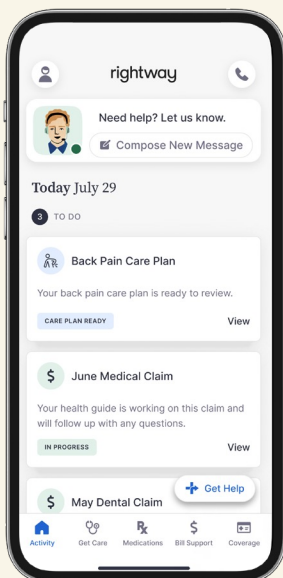 rightway
Need help? Let us know.
Compose New Message
Today July 29
3 TO DO
Back Pain Care Plan
Your back pain care plan is ready to review.
CARE PLAN READY View
$ June Medical Claim
Your health guide is working on this claim and
will follow up with any questions.
IN PROGRESS View
Get Help
$ May Dental Claim
Activity Get Care Medications Bill Support Coverage